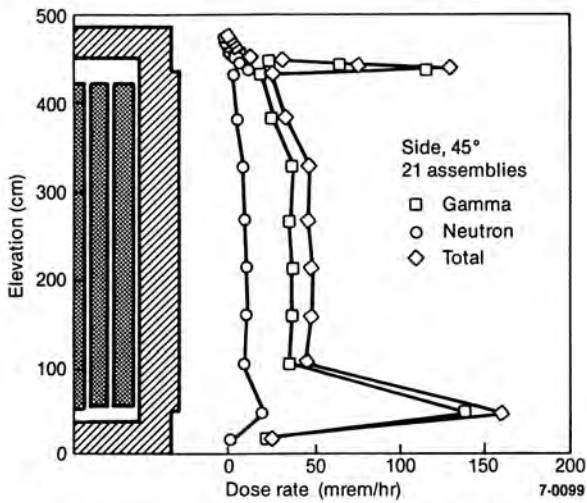 500
400
300
200
100
0
Elevation (cm)
Side, 45°
21 assemblies
Gamma
Neutron
Total
0
50
100
150
200
Dose rate (mrem/hr)
7-0099